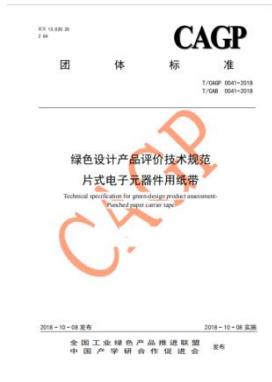 ICS 13.020.20
Z 04
CAGP
团 体 标 准
T/CAGP 0041-2018
T/CAB 0041-2018
绿色设计产品评价技术规范
片式电子元器件用纸带
Technical specification for green-design product assessment-
Punched paper carrier tape
CAGP
2018-10-08 发布
2018-10-08 实施
全国工业绿色产品推进联盟
中国产学研合作促进会
发布